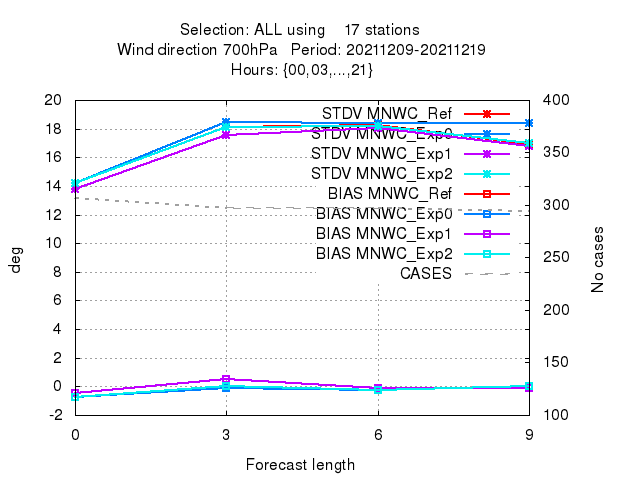 Selection: ALL using 17 stations
Wind direction 700hPa Period: 20211209-20211219
Hours: {00,03,...,21}
20
18
16
14
12
10
8
6
4
2
0
-2
deg
STDV MNWC_Ref
STDV MNWC_Exp0
STDV MNWC_Exp1
STDV MNWC_Exp2
BIAS MNWC_Ref
BIAS MNWC_Exp0
BIAS MNWC_Exp1
BIAS MNWC_Exp2
CASES
400
350
300
250
200
150
100
No cases
0 3 6 9
Forecast length